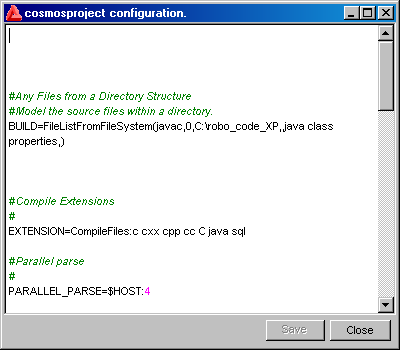 cosmosproject configuration.
#Any Files from a Directory Structure
#Model the source files within a directory.
BUILD=FileListFromFileSystem(javac,0,C:\robo_code_XP,,java class
properties,)
#Compile Extensions
#
EXTENSION=CompileFiles:c cxx cpp cc C java sql
#Parallel parse
#
PARALLEL_PARSE=$HOST:4
Save
Close